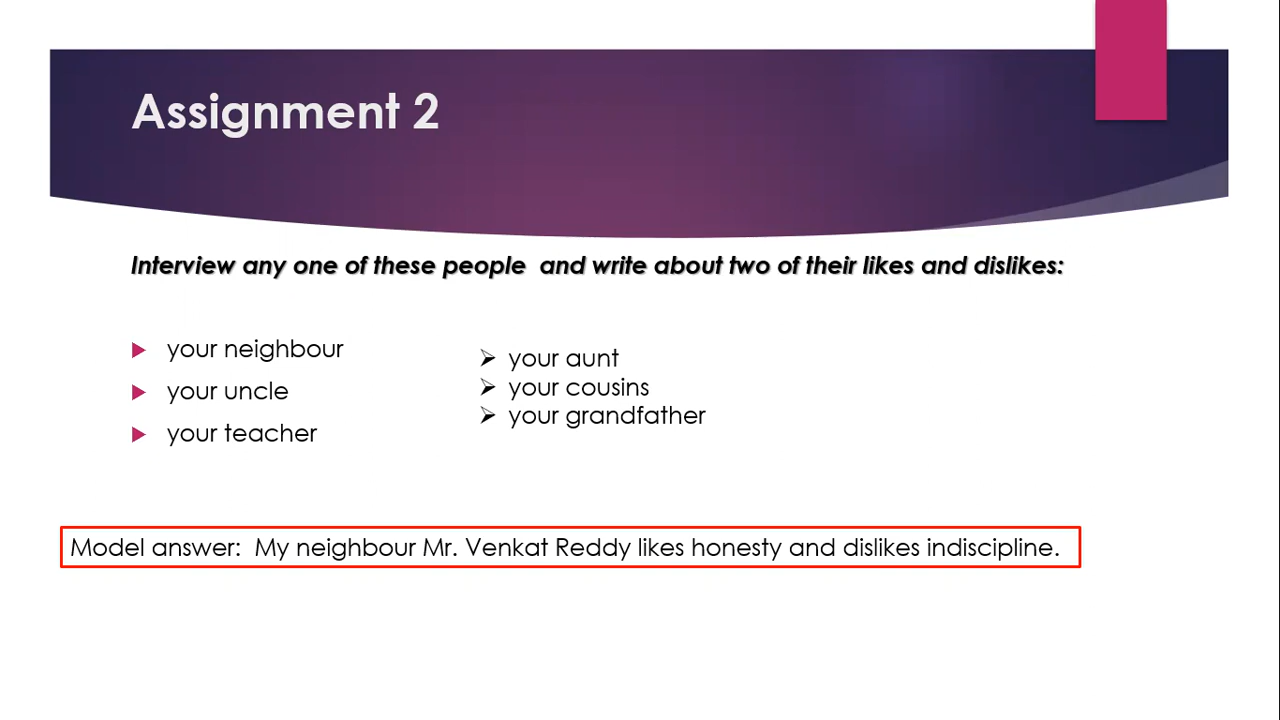 Assignment 2
Interview any one of these people and write about two of their likes and dislikes:
your neighbour
your uncle
your teacher
your aunt
your cousins
your grandfather
Model answer: My neighbour Mr. Venkat Reddy likes honesty and dislikes indiscipline.